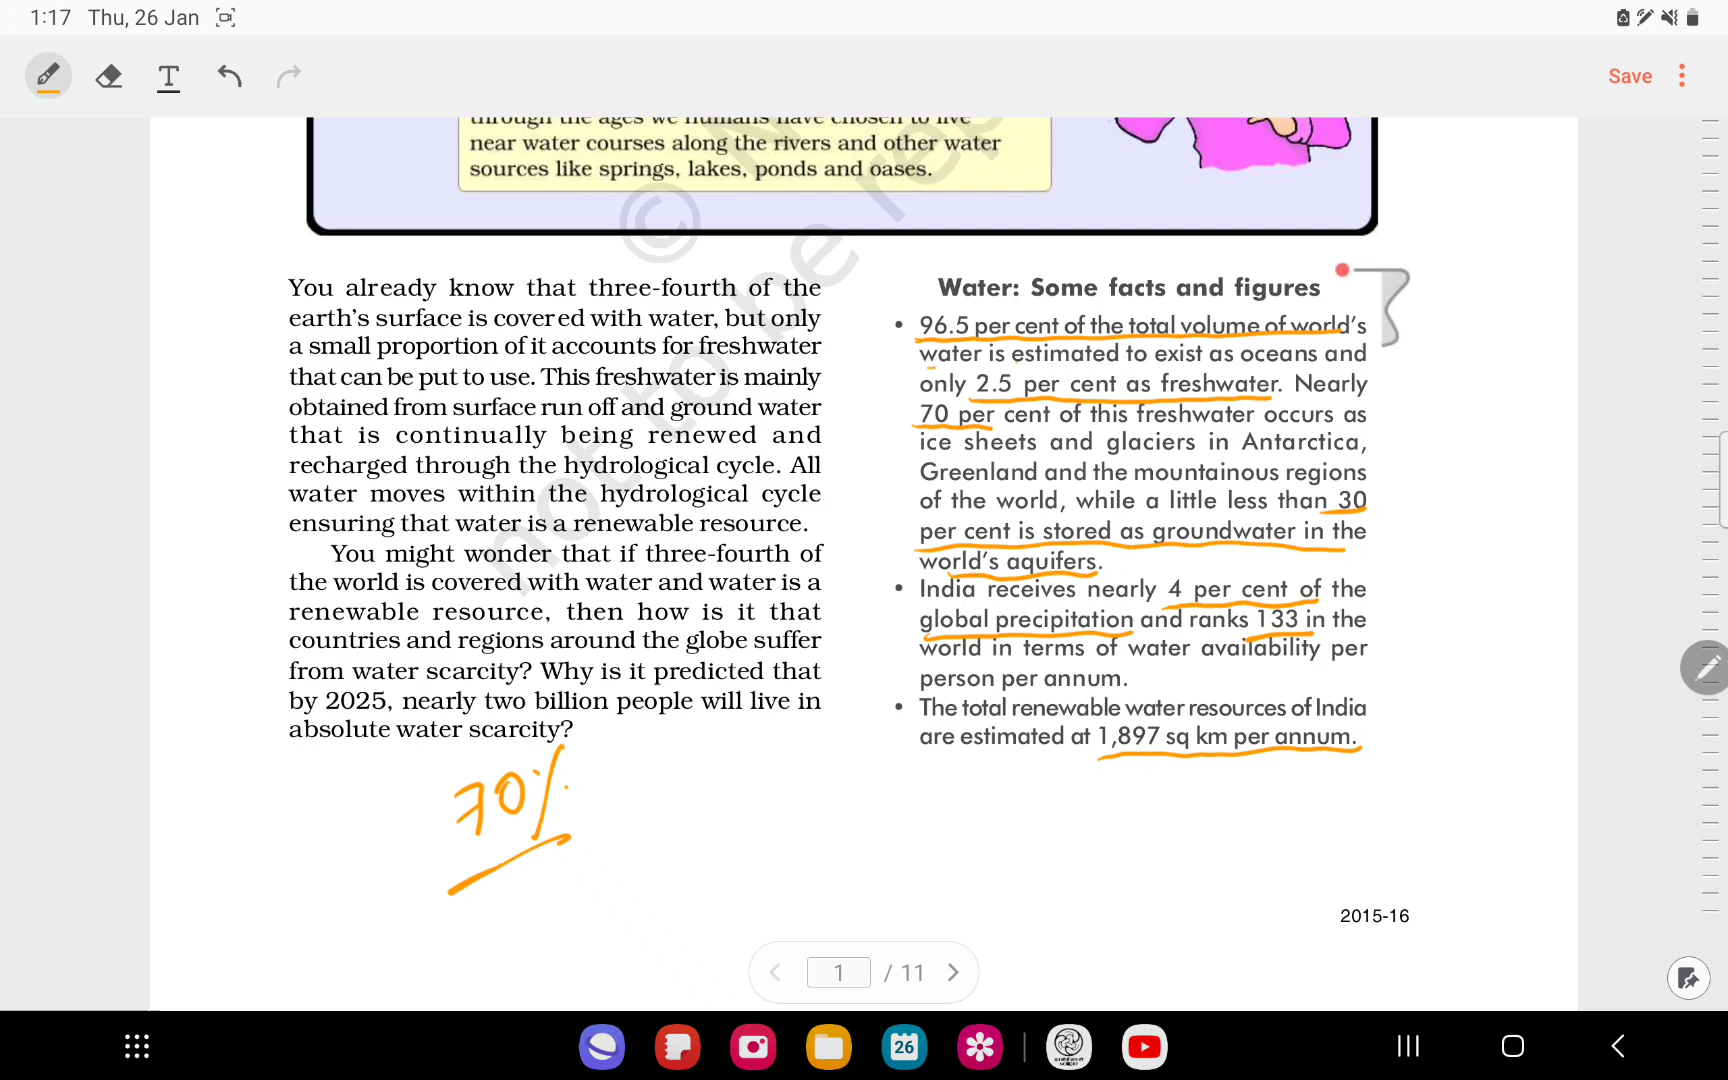 1:17 Thu, 26 Jan
T
Save
through the ages we humans have chosen to live
near water courses along the rivers and other water
sources like springs, lakes, ponds and oases.
You already know that three-fourth of the
earth's surface is covered with water, but only
a small proportion of it accounts for freshwater
that can be put to use. This freshwater is mainly
obtained from surface run off and ground water
that is continually being renewed and
recharged through the hydrological cycle. All
water moves within the hydrological cycle
ensuring that water is a renewable resource.
You might wonder that if three-fourth of
the world is covered with water and water is a
renewable resource, then how is it that
countries and regions around the globe suffer
from water scarcity? Why is it predicted that
by 2025, nearly two billion people will live in
absolute water scarcity?
70%
Water: Some facts and figures
• 96.5 per cent of the total volume of world's
water is estimated to exist as oceans and
only 2.5 per cent as freshwater. Nearly
70 per cent of this freshwater occurs as
ice sheets and glaciers in Antarctica,
Greenland and the mountainous regions
of the world, while a little less than 30
per cent is stored as groundwater in the
world's aquifers.
• India receives nearly 4 per cent of the
global precipitation and ranks 133 in the
world in terms of water availability per
person per annum.
• The total renewable water resources of India
are estimated at 1,897 sq km per annum.
© N
not to be rep
2015-16
1 / 11
26